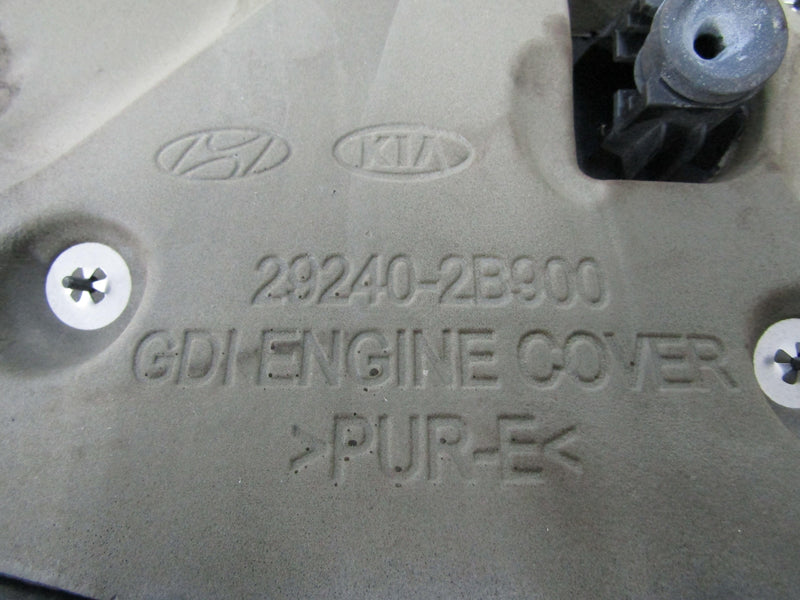 KIA
29240-2B900
GDI ENGINE COVER
>PUR-E<